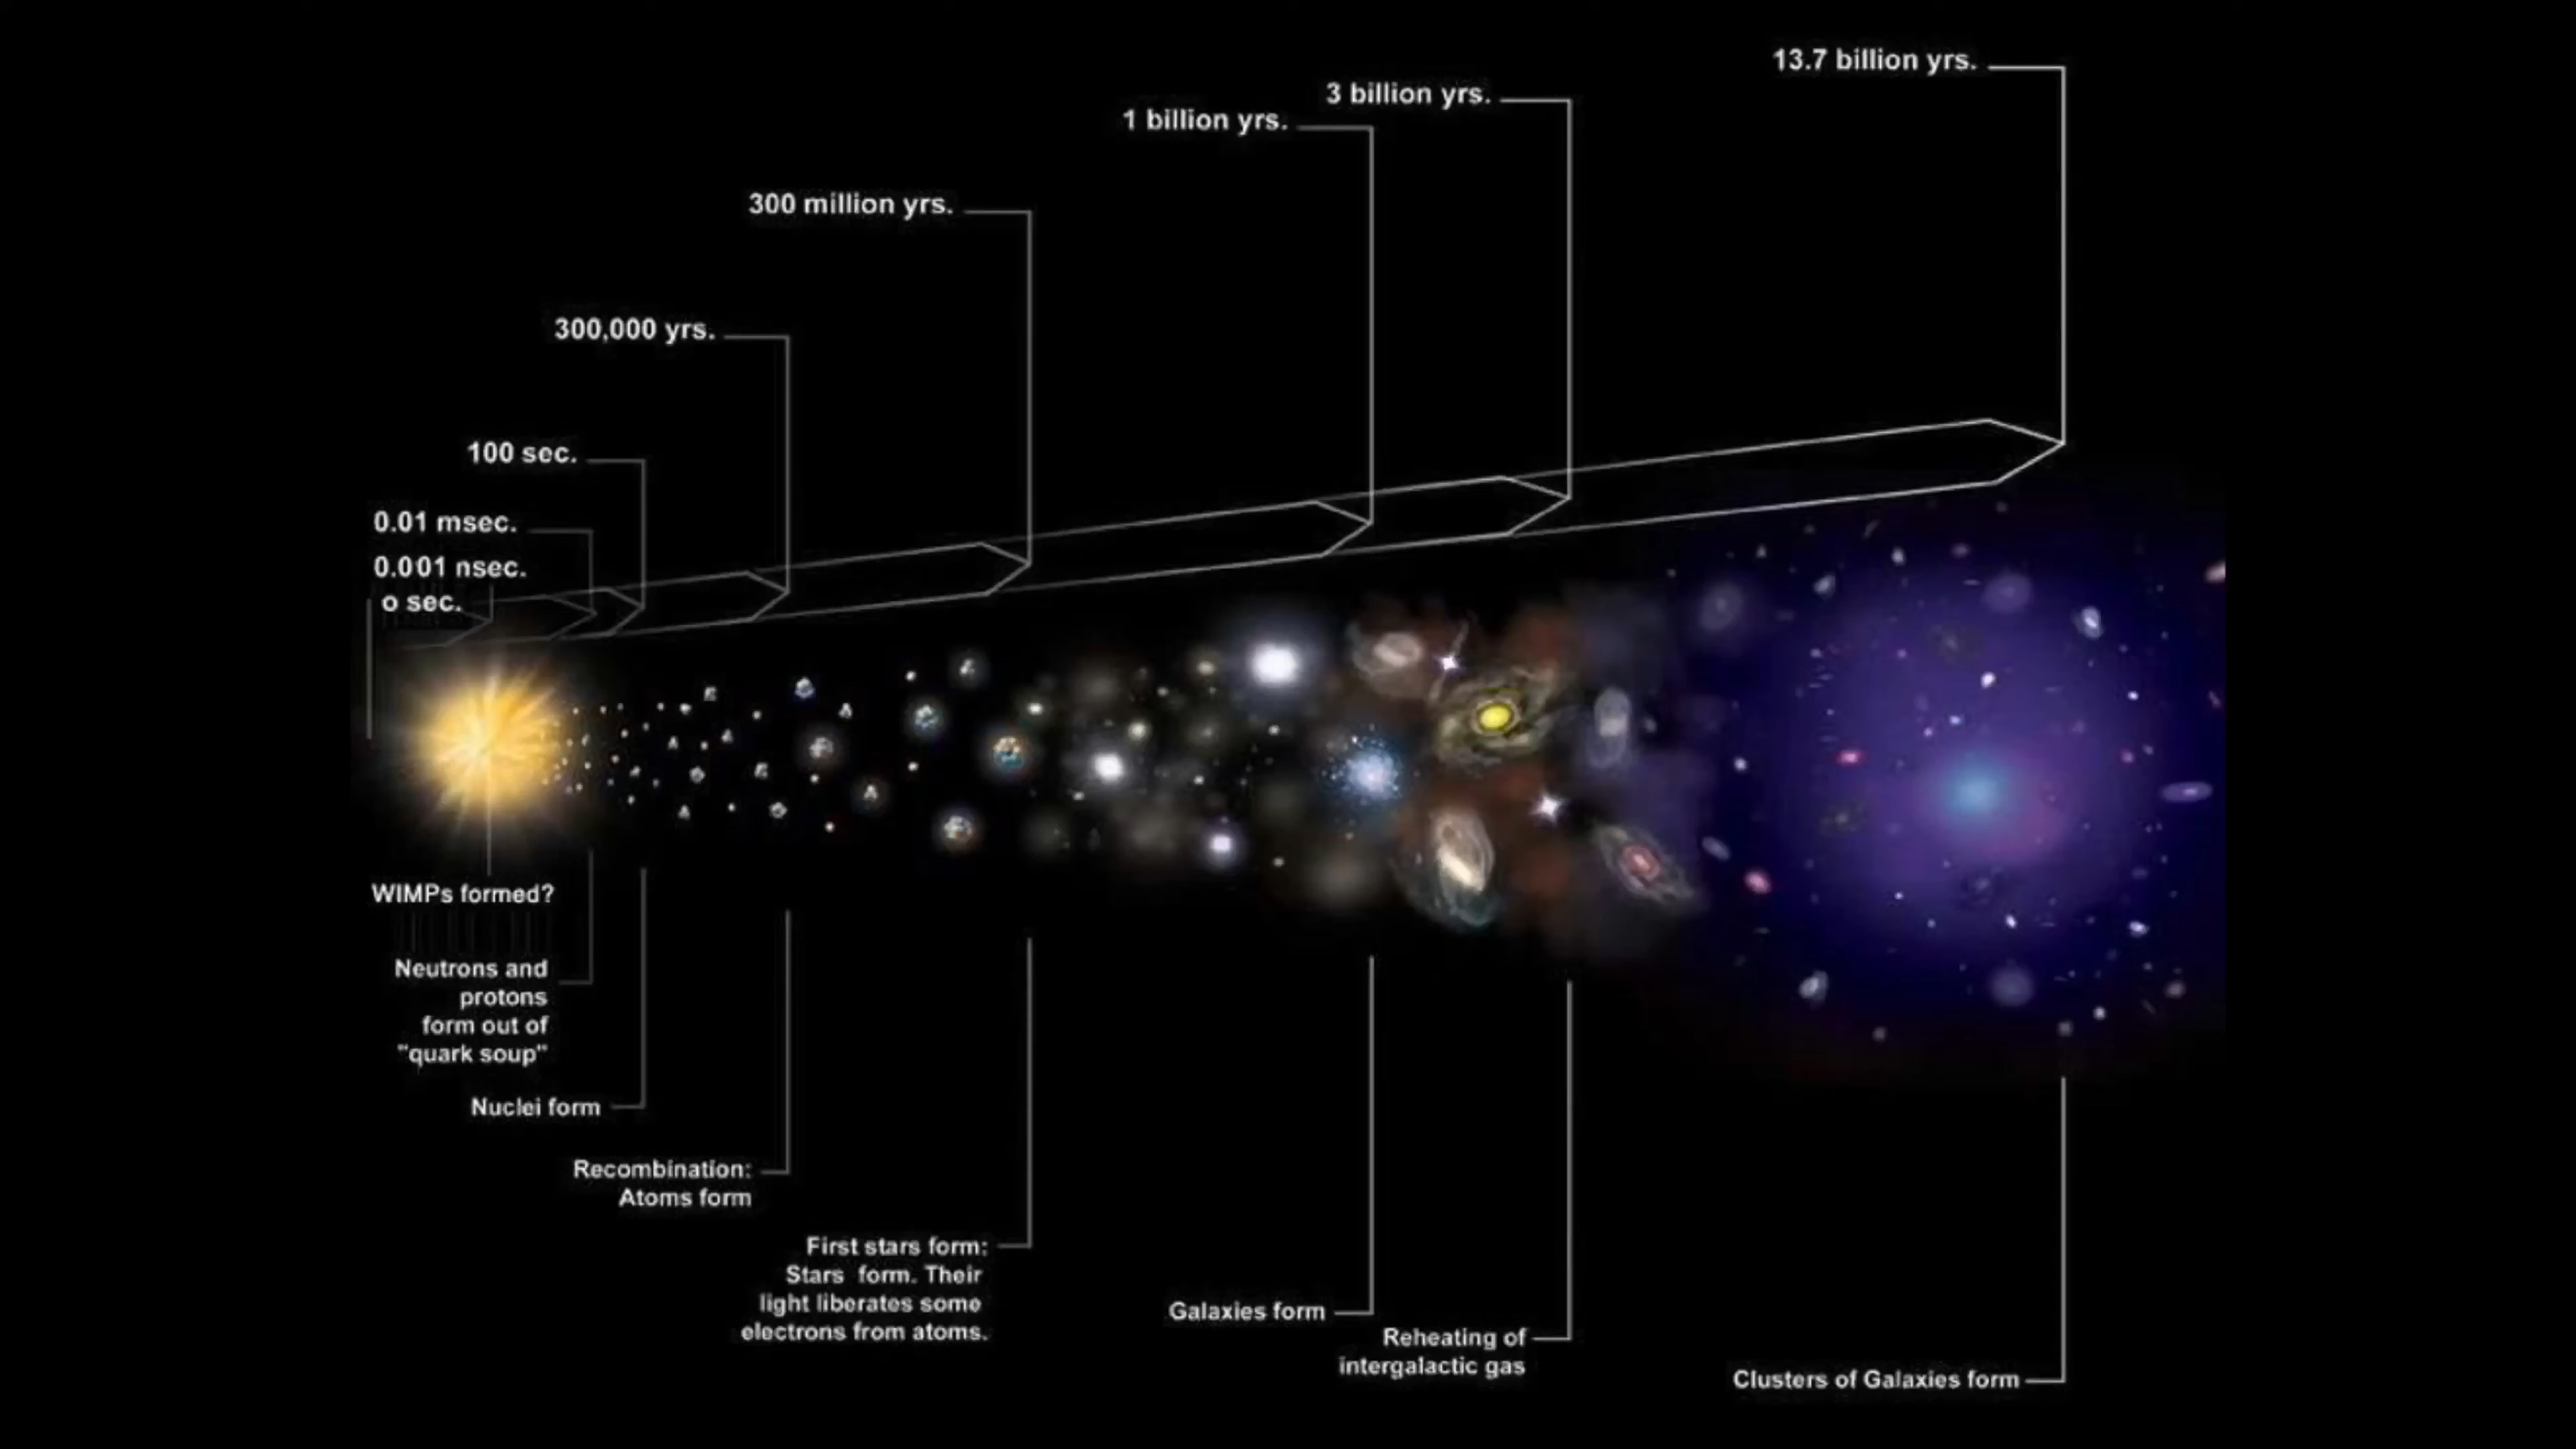 13.7 billion yrs.
3 billion yrs.
1 billion yrs.
300 million yrs.
300,000 yrs.
100 sec.
0.01 msec.
0.001 nsec.
o sec.
WIMPs formed?
Neutrons and
protons
form out of
"quark soup"
Nuclei form
Recombination:
Atoms form
First stars form:
Stars form. Their
light liberates some
electrons from atoms.
Galaxies form
Reheating of
intergalactic gas
Clusters of Galaxies form